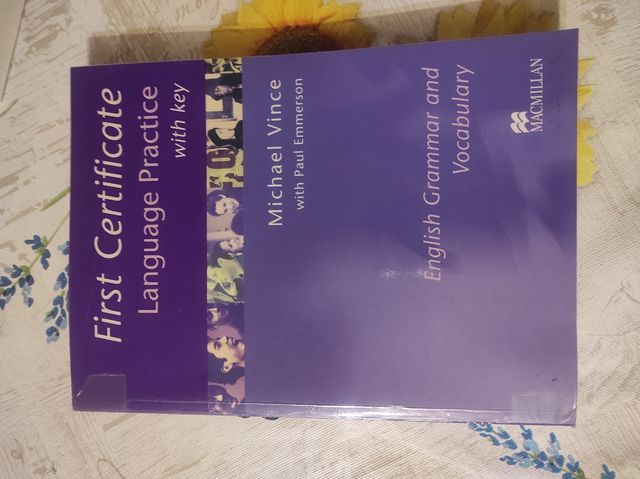 First Certificate
Language Practice
with key
Michael Vince
with Paul Emmerson
English Grammar and
Vocabulary
MACMILLAN